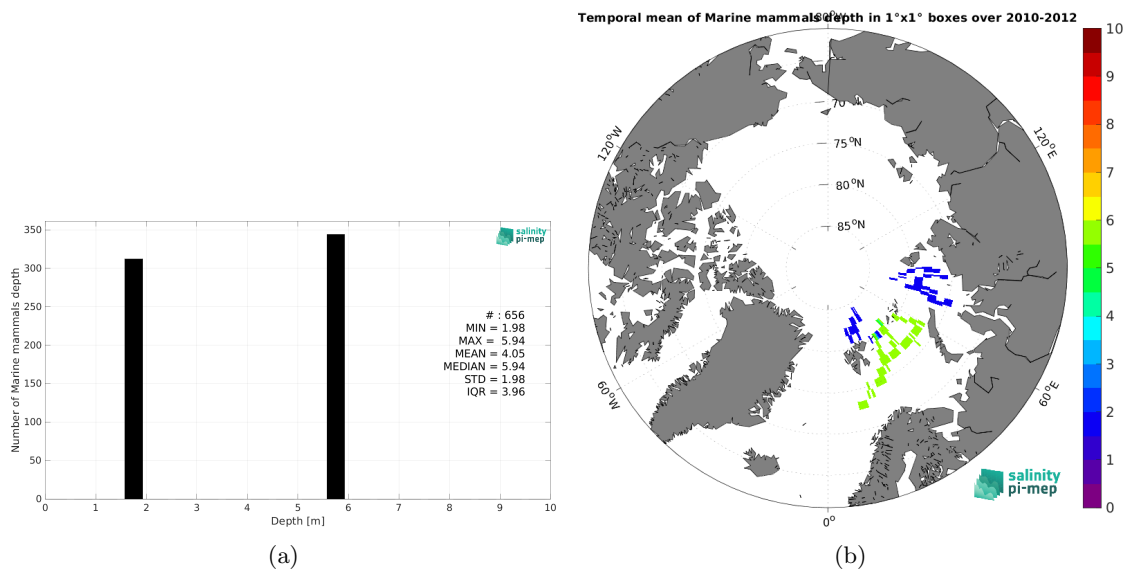 Temporal mean of Marine mammals depth in 1°x1° boxes over 2010-2012
180°W
350
300
250
200
150
100
50
0
Number of Marine mammals depth
salinity
pi-mep
# : 656
MIN = 1.98
MAX = 5.94
MEAN = 4.05
MEDIAN = 5.94
STD = 1.98
IQR = 3.96
0 1 2 3 4 5 6 7 8 9 10
Depth [m]
(a)
120°W
60°W
0°
60°E
120°E
70
75°N
80°N
85°N
salinity
pi-mep
10
9
8
7
6
5
4
3
2
1
0
(b)